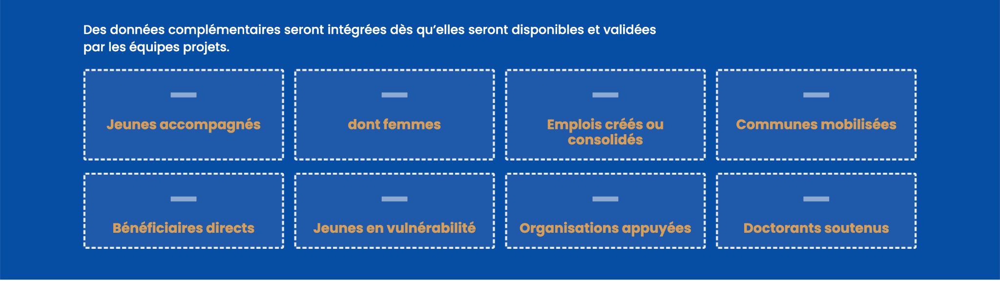 Des données complémentaires seront intégrées dès qu’elles seront disponibles et validées
par les équipes projets.
—
Jeunes accompagnés
—
dont femmes
—
Emplois créés ou
consolidés
—
Communes mobilisées
—
Bénéficiaires directs
—
Jeunes en vulnérabilité
—
Organisations appuyées
—
Doctorants soutenus